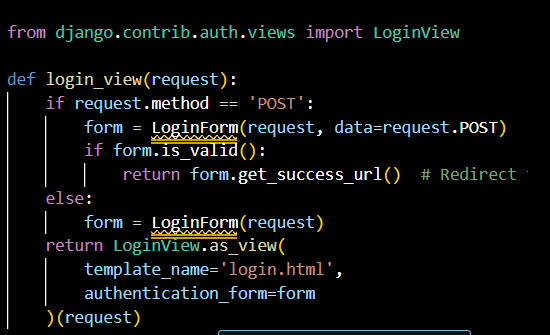 from django.contrib.auth.views import LoginView
def login_view(request):
    if request.method == 'POST':
        form = LoginForm(request, data=request.POST)
        if form.is_valid():
            return form.get_success_url()  # Redirect
    else:
        form = LoginForm(request)
    return LoginView.as_view(
        template_name='login.html',
        authentication_form=form
    )(request)